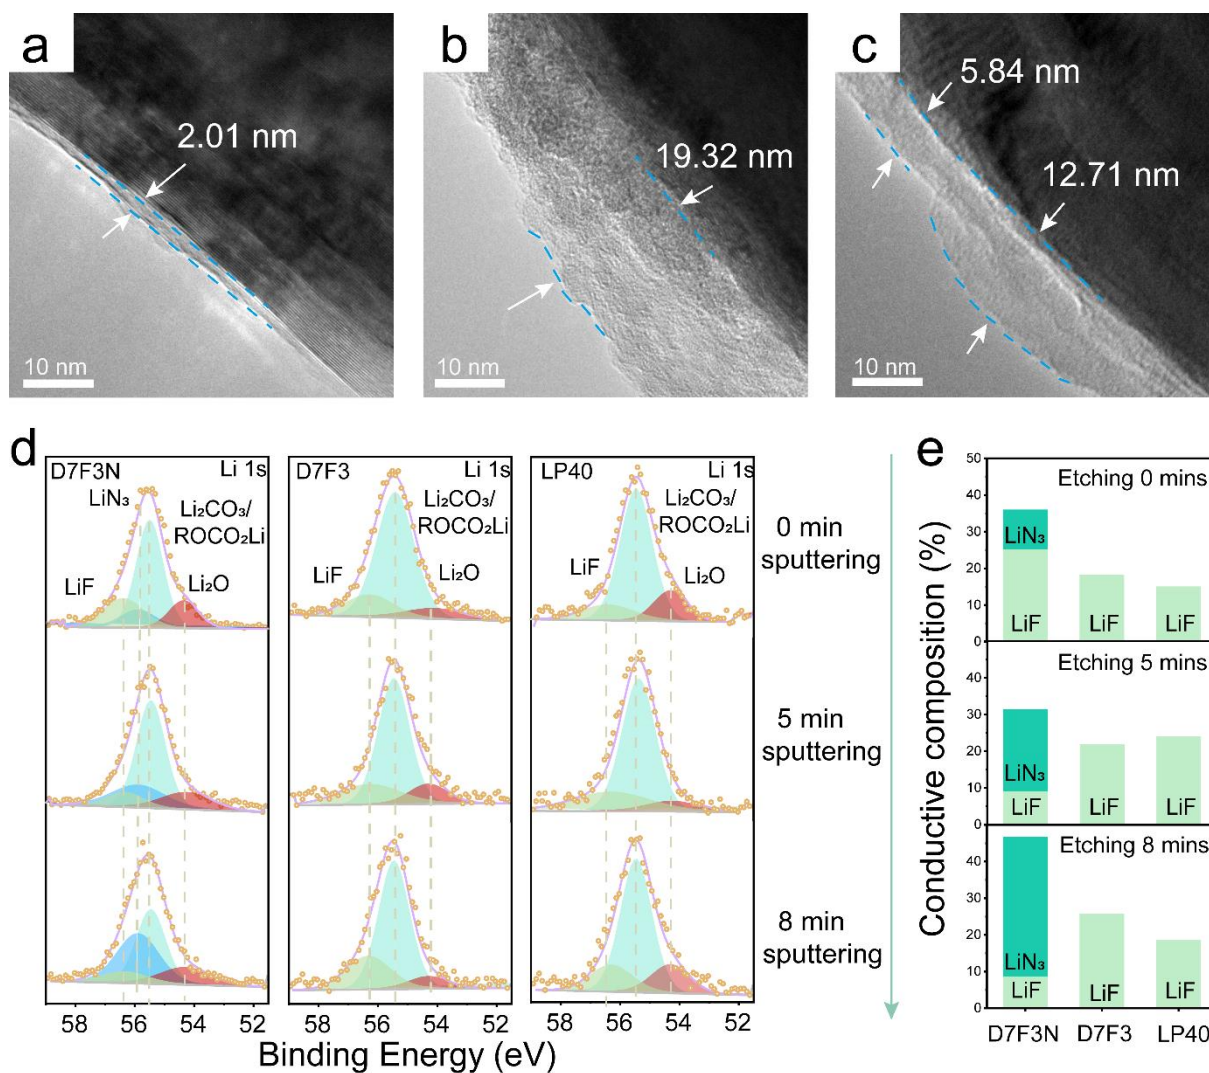 a
2.01 nm
10 nm
b
19.32 nm
10 nm
c
5.84 nm
12.71 nm
10 nm
d
D7F3N
Li 1s
LiN₃
Li₂CO₃/
ROCO₂Li
LiF
Li₂O
D7F3
Li 1s
Li₂CO₃/
ROCO₂Li
LiF
Li₂O
LP40
Li 1s
Li₂CO₃/
ROCO₂Li
LiF
Li₂O
0 min
sputtering
5 min
sputtering
8 min
sputtering
58 56 54 52
58 56 54 52
58 56 54 52
Binding Energy (eV)
e
Conductive composition (%)
50
40
30
20
10
0
Etching 0 mins
LiN₃
LiF
LiF
LiF
40
30
20
10
0
Etching 5 mins
LiN₃
LiF
LiF
LiF
40
30
20
10
0
Etching 8 mins
LiN₃
LiF
LiF
LiF
D7F3N D7F3 LP40